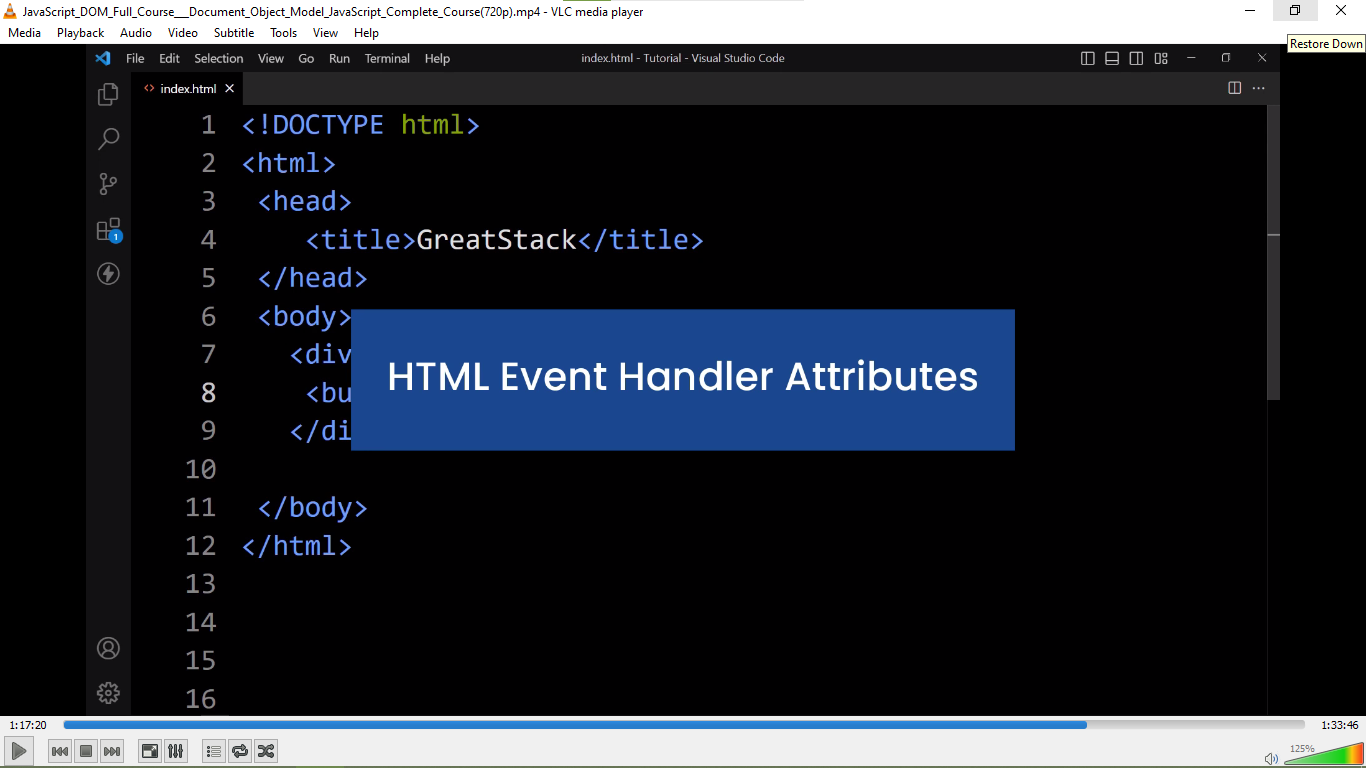 JavaScript_DOM_Full_Course___Document_Object_Model_JavaScript_Complete_Course(720p).mp4 - VLC media player
Media Playback Audio Video Subtitle Tools View Help
Restore Down
File Edit Selection View Go Run Terminal Help
index.html - Tutorial - Visual Studio Code
<> index.html
1 <!DOCTYPE html>
2 <html>
3 <head>
4 <title>GreatStack</title>
5 </head>
6 <body>
7 <div
8 <bu
9 </di
HTML Event Handler Attributes
10
11 </body>
12 </html>
13
14
15
16
1
1:17:20
1:33:46
125%